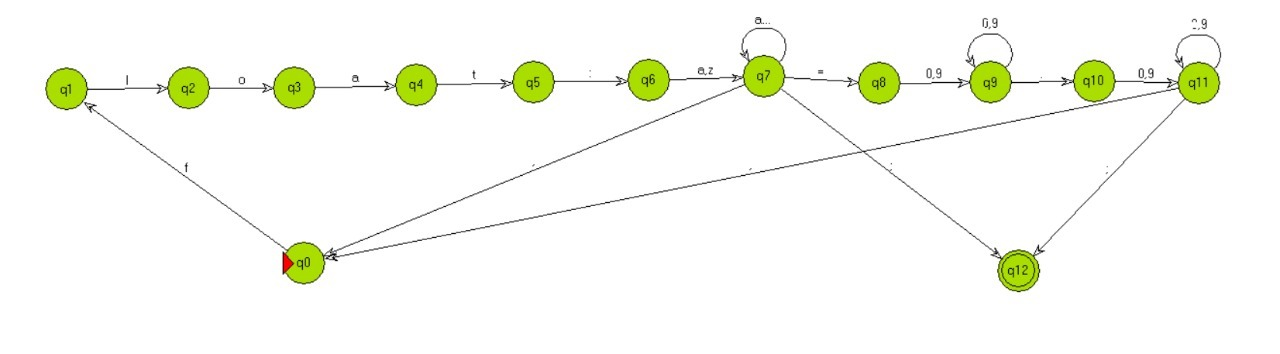 a... 0,9 2,9
q1 l q2 o q3 a q4 t q5 : q6 a,z q7 = q8 0,9 q9 . q10 0,9 q11
f , , ; ;
q0 q12